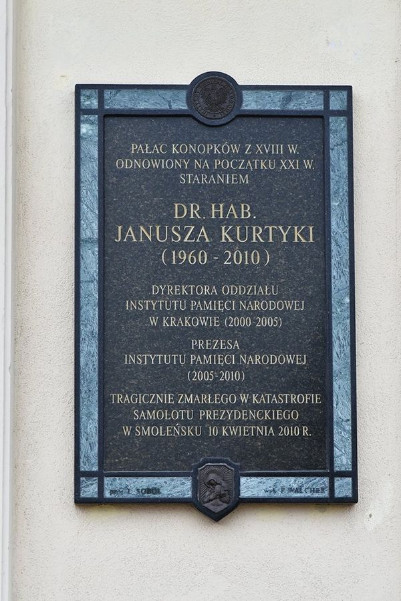 PAŁAC KONOPKÓW Z XVIII W.
ODNOWIONY NA POCZĄTKU XXI W.
STARANIEM
DR. HAB.
JANUSZA KURTYKI
(1960 - 2010)
DYREKTORA ODDZIAŁU
INSTYTUTU PAMIĘCI NARODOWEJ
W KRAKOWIE (2000-2005)
PREZESA
INSTYTUTU PAMIĘCI NARODOWEJ
(2005-2010)
TRAGICZNIE ZMARŁEGO W KATASTROFIE
SAMOLOTU PREZYDENCKIEGO
W SMOLEŃSKU 10 KWIETNIA 2010 R.